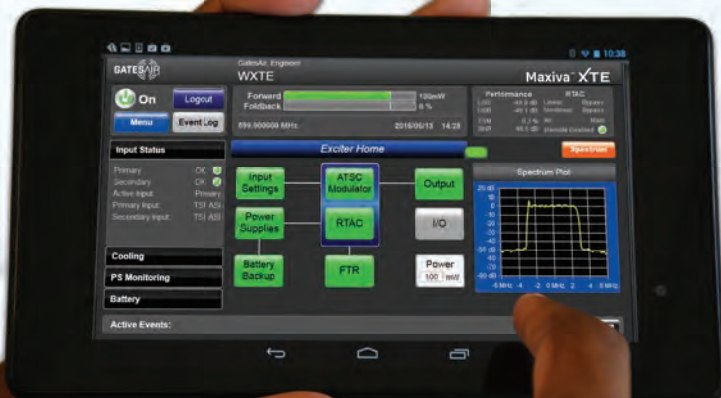 10:38
GATESAIR
GatesAir, Engineer
WXTE
Maxiva XTE
On
Logout
Menu
Event Log
Forward
Foldback
100mW
0 %
599.000000 MHz
2015/05/13 14:23
Performance
RTAC
Exciter Home
Spectrum
Input Status
Primary OK
Secondary OK
Active Input: Primary
Primary Input: TSI ASI
Secondary Input: TSI ASI
Cooling
PS Monitoring
Battery
Input Settings
ATSC Modulator
Output
Power Supplies
RTAC
I/O
Battery Backup
FTR
Power
100 mW
Spectrum Plot
Active Events: